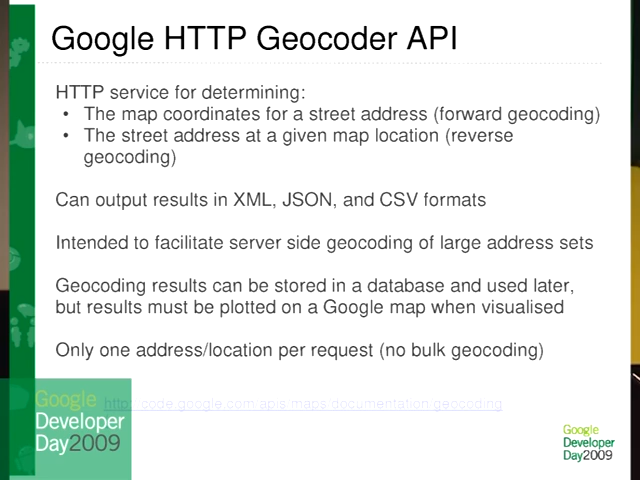 Google HTTP Geocoder API
HTTP service for determining:
• The map coordinates for a street address (forward geocoding)
• The street address at a given map location (reverse
geocoding)
Can output results in XML, JSON, and CSV formats
Intended to facilitate server side geocoding of large address sets
Geocoding results can be stored in a database and used later,
but results must be plotted on a Google map when visualised
Only one address/location per request (no bulk geocoding)
http://code.google.com/apis/maps/documentation/geocoding
Google
Developer
Day2009
Google
Developer
Day2009